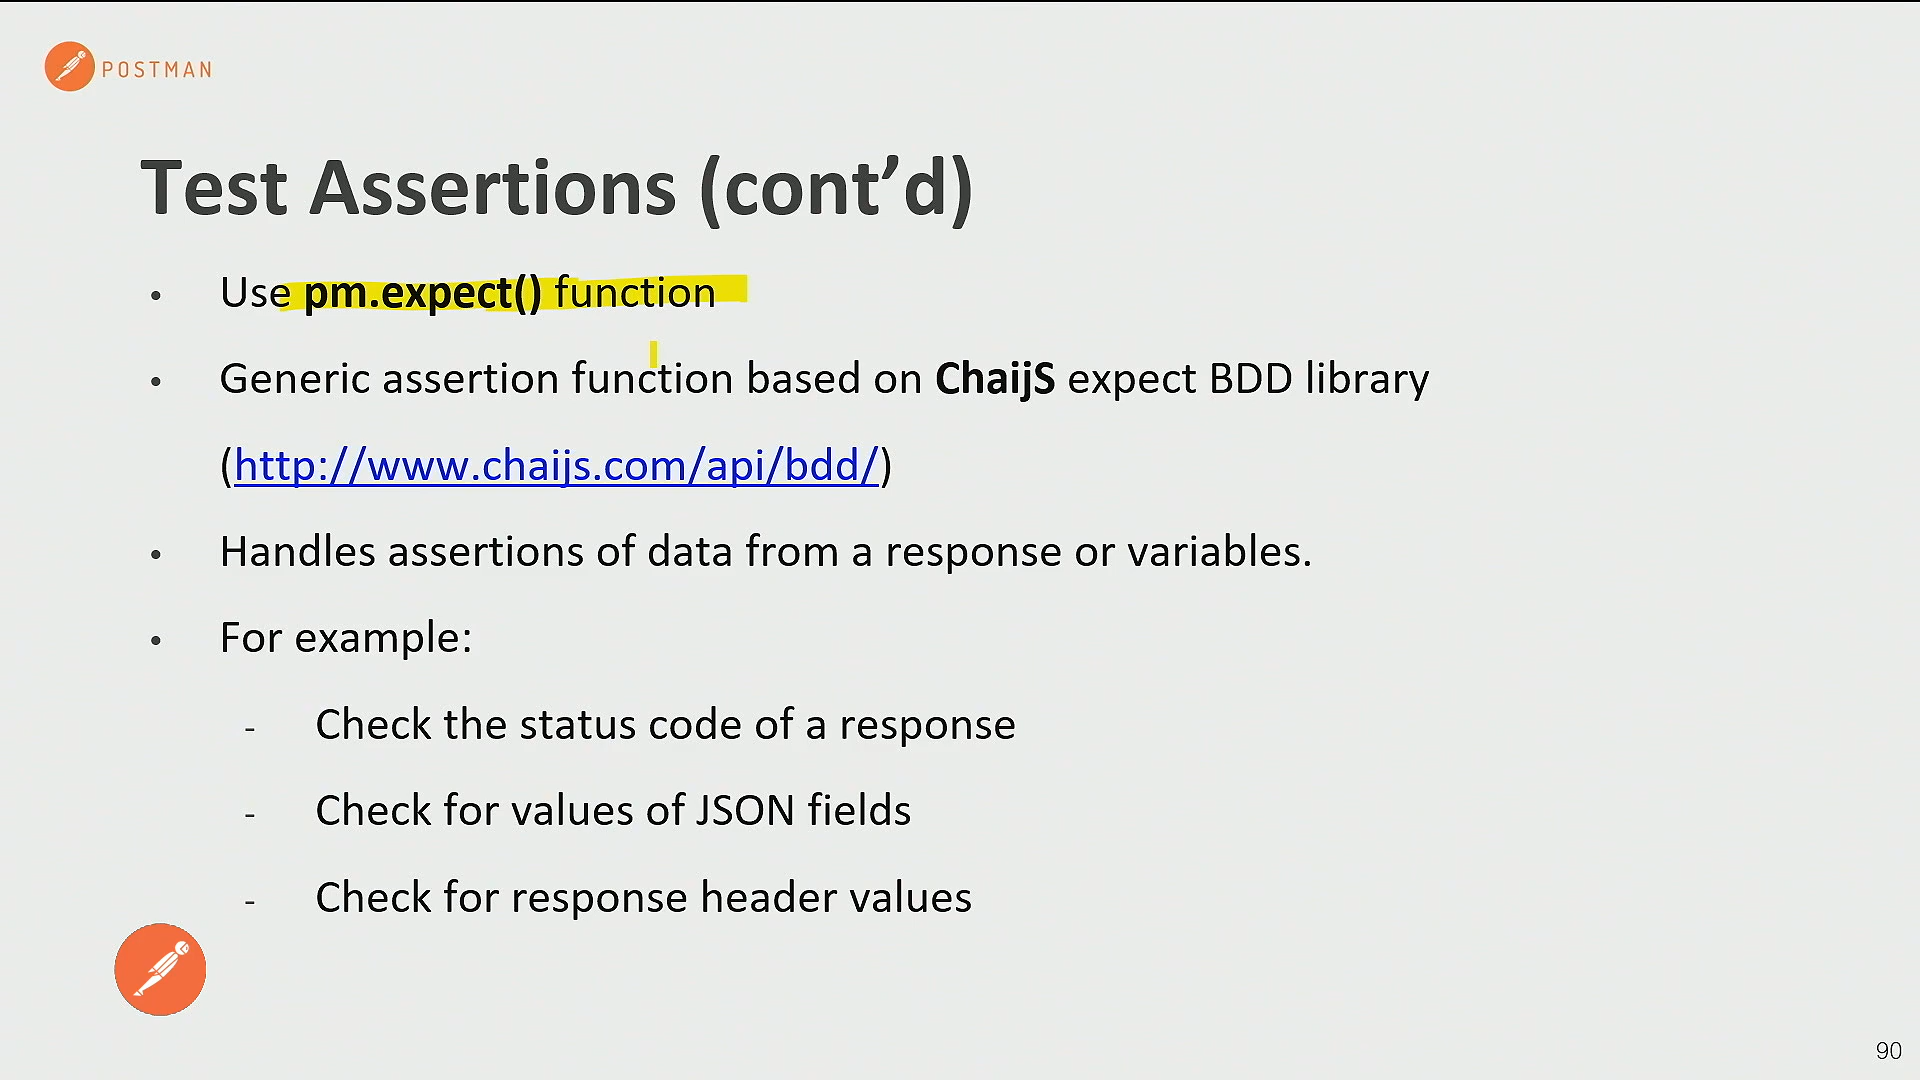 POSTMAN
Test Assertions (cont’d)
• Use pm.expect() function
• Generic assertion function based on ChaijS expect BDD library
(http://www.chaijs.com/api/bdd/)
• Handles assertions of data from a response or variables.
• For example:
- Check the status code of a response
- Check for values of JSON fields
- Check for response header values
90